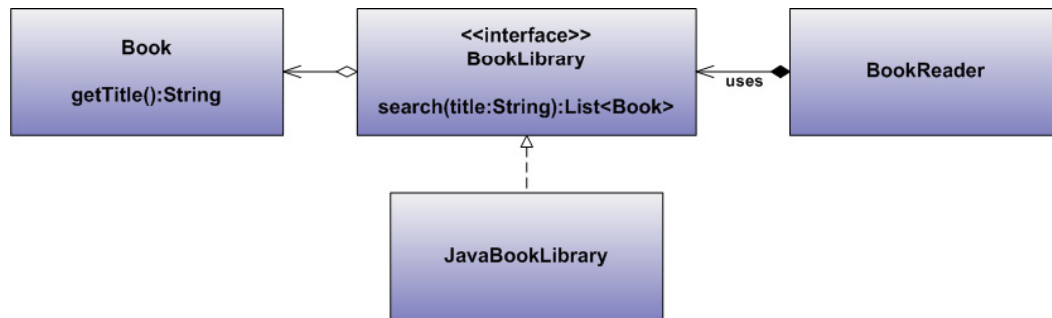 Book
getTitle():String
<<interface>>
BookLibrary
search(title:String):List<Book>
uses
BookReader
JavaBookLibrary